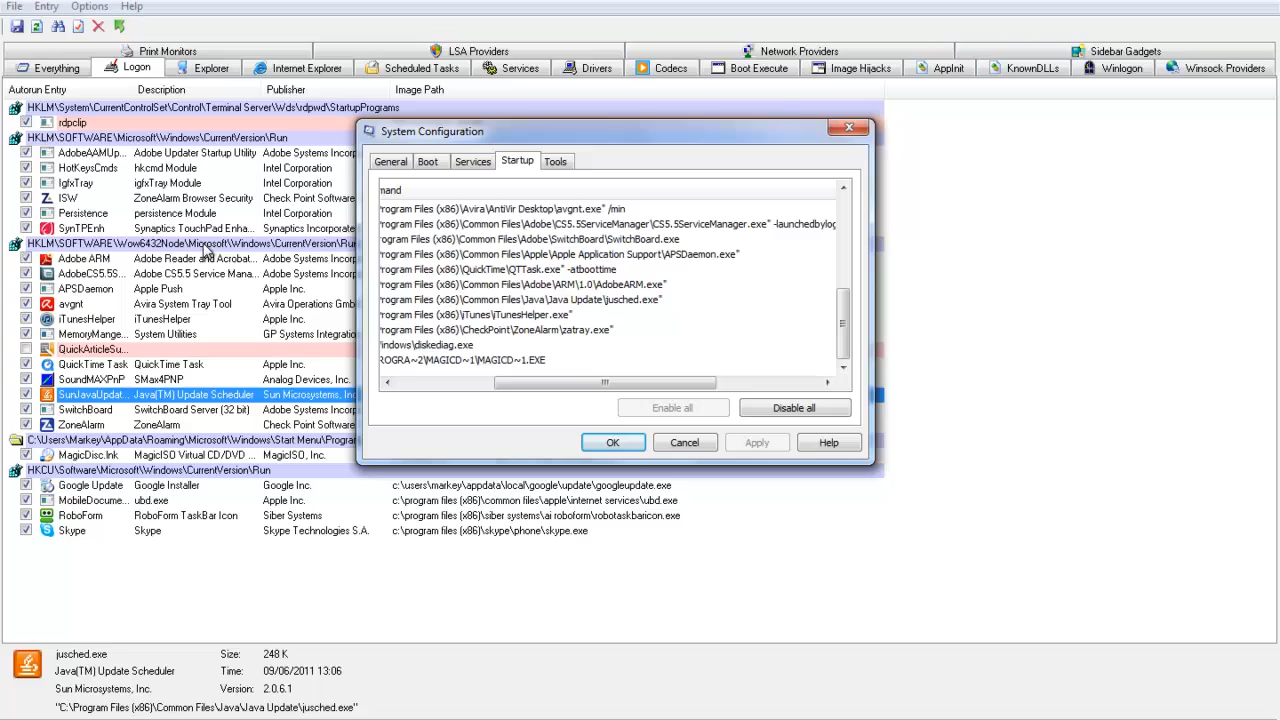 File Entry Options Help
Print Monitors LSA Providers Network Providers Sidebar Gadgets
Everything Logon Explorer Internet Explorer Scheduled Tasks Services Drivers Codecs Boot Execute Image Hijacks AppInit KnownDLLs Winlogon Winsock Providers
Autorun Entry Description Publisher Image Path
HKLM\System\CurrentControlSet\Control\Terminal Server\Wds\rdpwd\StartupPrograms
rdpclip
HKLM\SOFTWARE\Microsoft\Windows\CurrentVersion\Run
AdobeAAMUp... Adobe Updater Startup Utility Adobe Systems Incorp
HotKeysCmds hkcmd Module Intel Corporation
IgfxTray igfxTray Module Intel Corporation
ISW ZoneAlarm Browser Security Check Point Software
Persistence persistence Module Intel Corporation
SynTPEnh Synaptics TouchPad Enha... Synaptics Incorporate
HKLM\SOFTWARE\Wow6432Node\Microsoft\Windows\CurrentVersion\Run
Adobe ARM Adobe Reader and Acrobat... Adobe Systems Incorp
AdobeCS5.5S... Adobe CS5.5 Service Mana... Adobe Systems Incorp
APSDaemon Apple Push Apple Inc.
avgnt Avira System Tray Tool Avira Operations Gmb
iTunesHelper iTunesHelper Apple Inc.
MemoryMange... System Utilities GP Systems Integratio
QuickArticleSu...
QuickTime Task QuickTime Task Apple Inc.
SoundMAXPnP SMax4PNP Analog Devices, Inc.
SunJavaUpdat... Java(TM) Update Scheduler Sun Microsystems, Inc
SwitchBoard SwitchBoard Server (32 bit) Adobe Systems Incorp
ZoneAlarm ZoneAlarm Check Point Software
C:\Users\Markey\AppData\Roaming\Microsoft\Windows\Start Menu\Program
MagicDisc.lnk MagicISO Virtual CD/DVD ... MagicISO, Inc.
HKCU\Software\Microsoft\Windows\CurrentVersion\Run
Google Update Google Installer Google Inc. c:\users\markey\appdata\local\google\update\googleupdate.exe
MobileDocume... ubd.exe Apple Inc. c:\program files (x86)\common files\apple\internet services\ubd.exe
RoboForm RoboForm TaskBar Icon Siber Systems c:\program files (x86)\siber systems\ai roboform\robotaskbaricon.exe
Skype Skype Skype Technologies S.A. c:\program files (x86)\skype\phone\skype.exe
System Configuration
General Boot Services Startup Tools
mand
rogram Files (x86)\Avira\AntiVir Desktop\avgnt.exe" /min
rogram Files (x86)\Common Files\Adobe\CS5.5ServiceManager\CS5.5ServiceManager.exe" -launchedbylog
rogram Files (x86)\Common Files\Adobe\SwitchBoard\SwitchBoard.exe
rogram Files (x86)\Common Files\Apple\Apple Application Support\APSDaemon.exe"
rogram Files (x86)\QuickTime\QTTask.exe" -atboottime
rogram Files (x86)\Common Files\Adobe\ARM\1.0\AdobeARM.exe"
rogram Files (x86)\Common Files\Java\Java Update\jusched.exe"
rogram Files (x86)\iTunes\iTunesHelper.exe"
rogram Files (x86)\CheckPoint\ZoneAlarm\zatray.exe"
indows\diskediag.exe
ROGRA~2\MAGICD~1\MAGICD~1.EXE
Enable all Disable all
OK Cancel Apply Help
jusched.exe Size: 248 K
Java(TM) Update Scheduler Time: 09/06/2011 13:06
Sun Microsystems, Inc. Version: 2.0.6.1
"C:\Program Files (x86)\Common Files\Java\Java Update\jusched.exe"